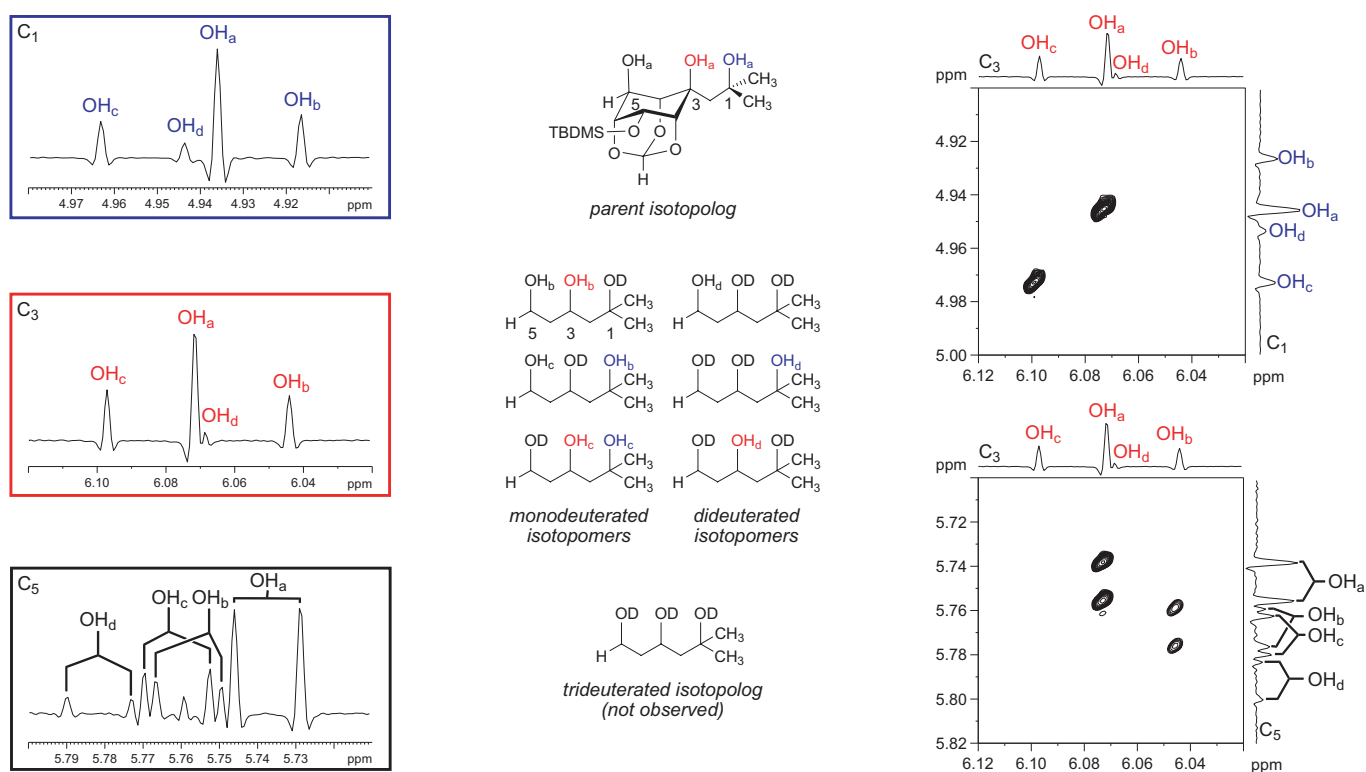 C1
OHa
OHc
OHd
OHb
4.97 4.96 4.95 4.94 4.93 4.92 ppm
C3
OHa
OHc
OHd
OHb
6.10 6.08 6.06 6.04 ppm
C5
OHa
OHc OHb
OHd
5.79 5.78 5.77 5.76 5.75 5.74 5.73 ppm
OHa OHa OHa
CH3
H 5 3 1 CH3
TBDMS O O
O O
H
parent isotopolog
OHb OHb OD
CH3
H CH3
5 3 1
OHd OD OD
CH3
H CH3
OHc OD OHb
CH3
H CH3
OD OD OHd
CH3
H CH3
OD OHc OHc
CH3
H CH3
OD OHd OD
CH3
H CH3
monodeuterated
isotopomers
dideuterated
isotopomers
OD OD OD
CH3
H CH3
trideuterated isotopolog
(not observed)
OHa
OHc OHb
C3
OHd
ppm
4.92
4.94
4.96
4.98
5.00
6.12 6.10 6.08 6.06 6.04
ppm
OHb
OHa
OHd
OHc
C1
OHa
OHc OHb
C3
OHd
ppm
5.72
5.74
5.76
5.78
5.80
5.82
6.12 6.10 6.08 6.06 6.04
ppm
OHa
OHb
OHc
OHd
C5